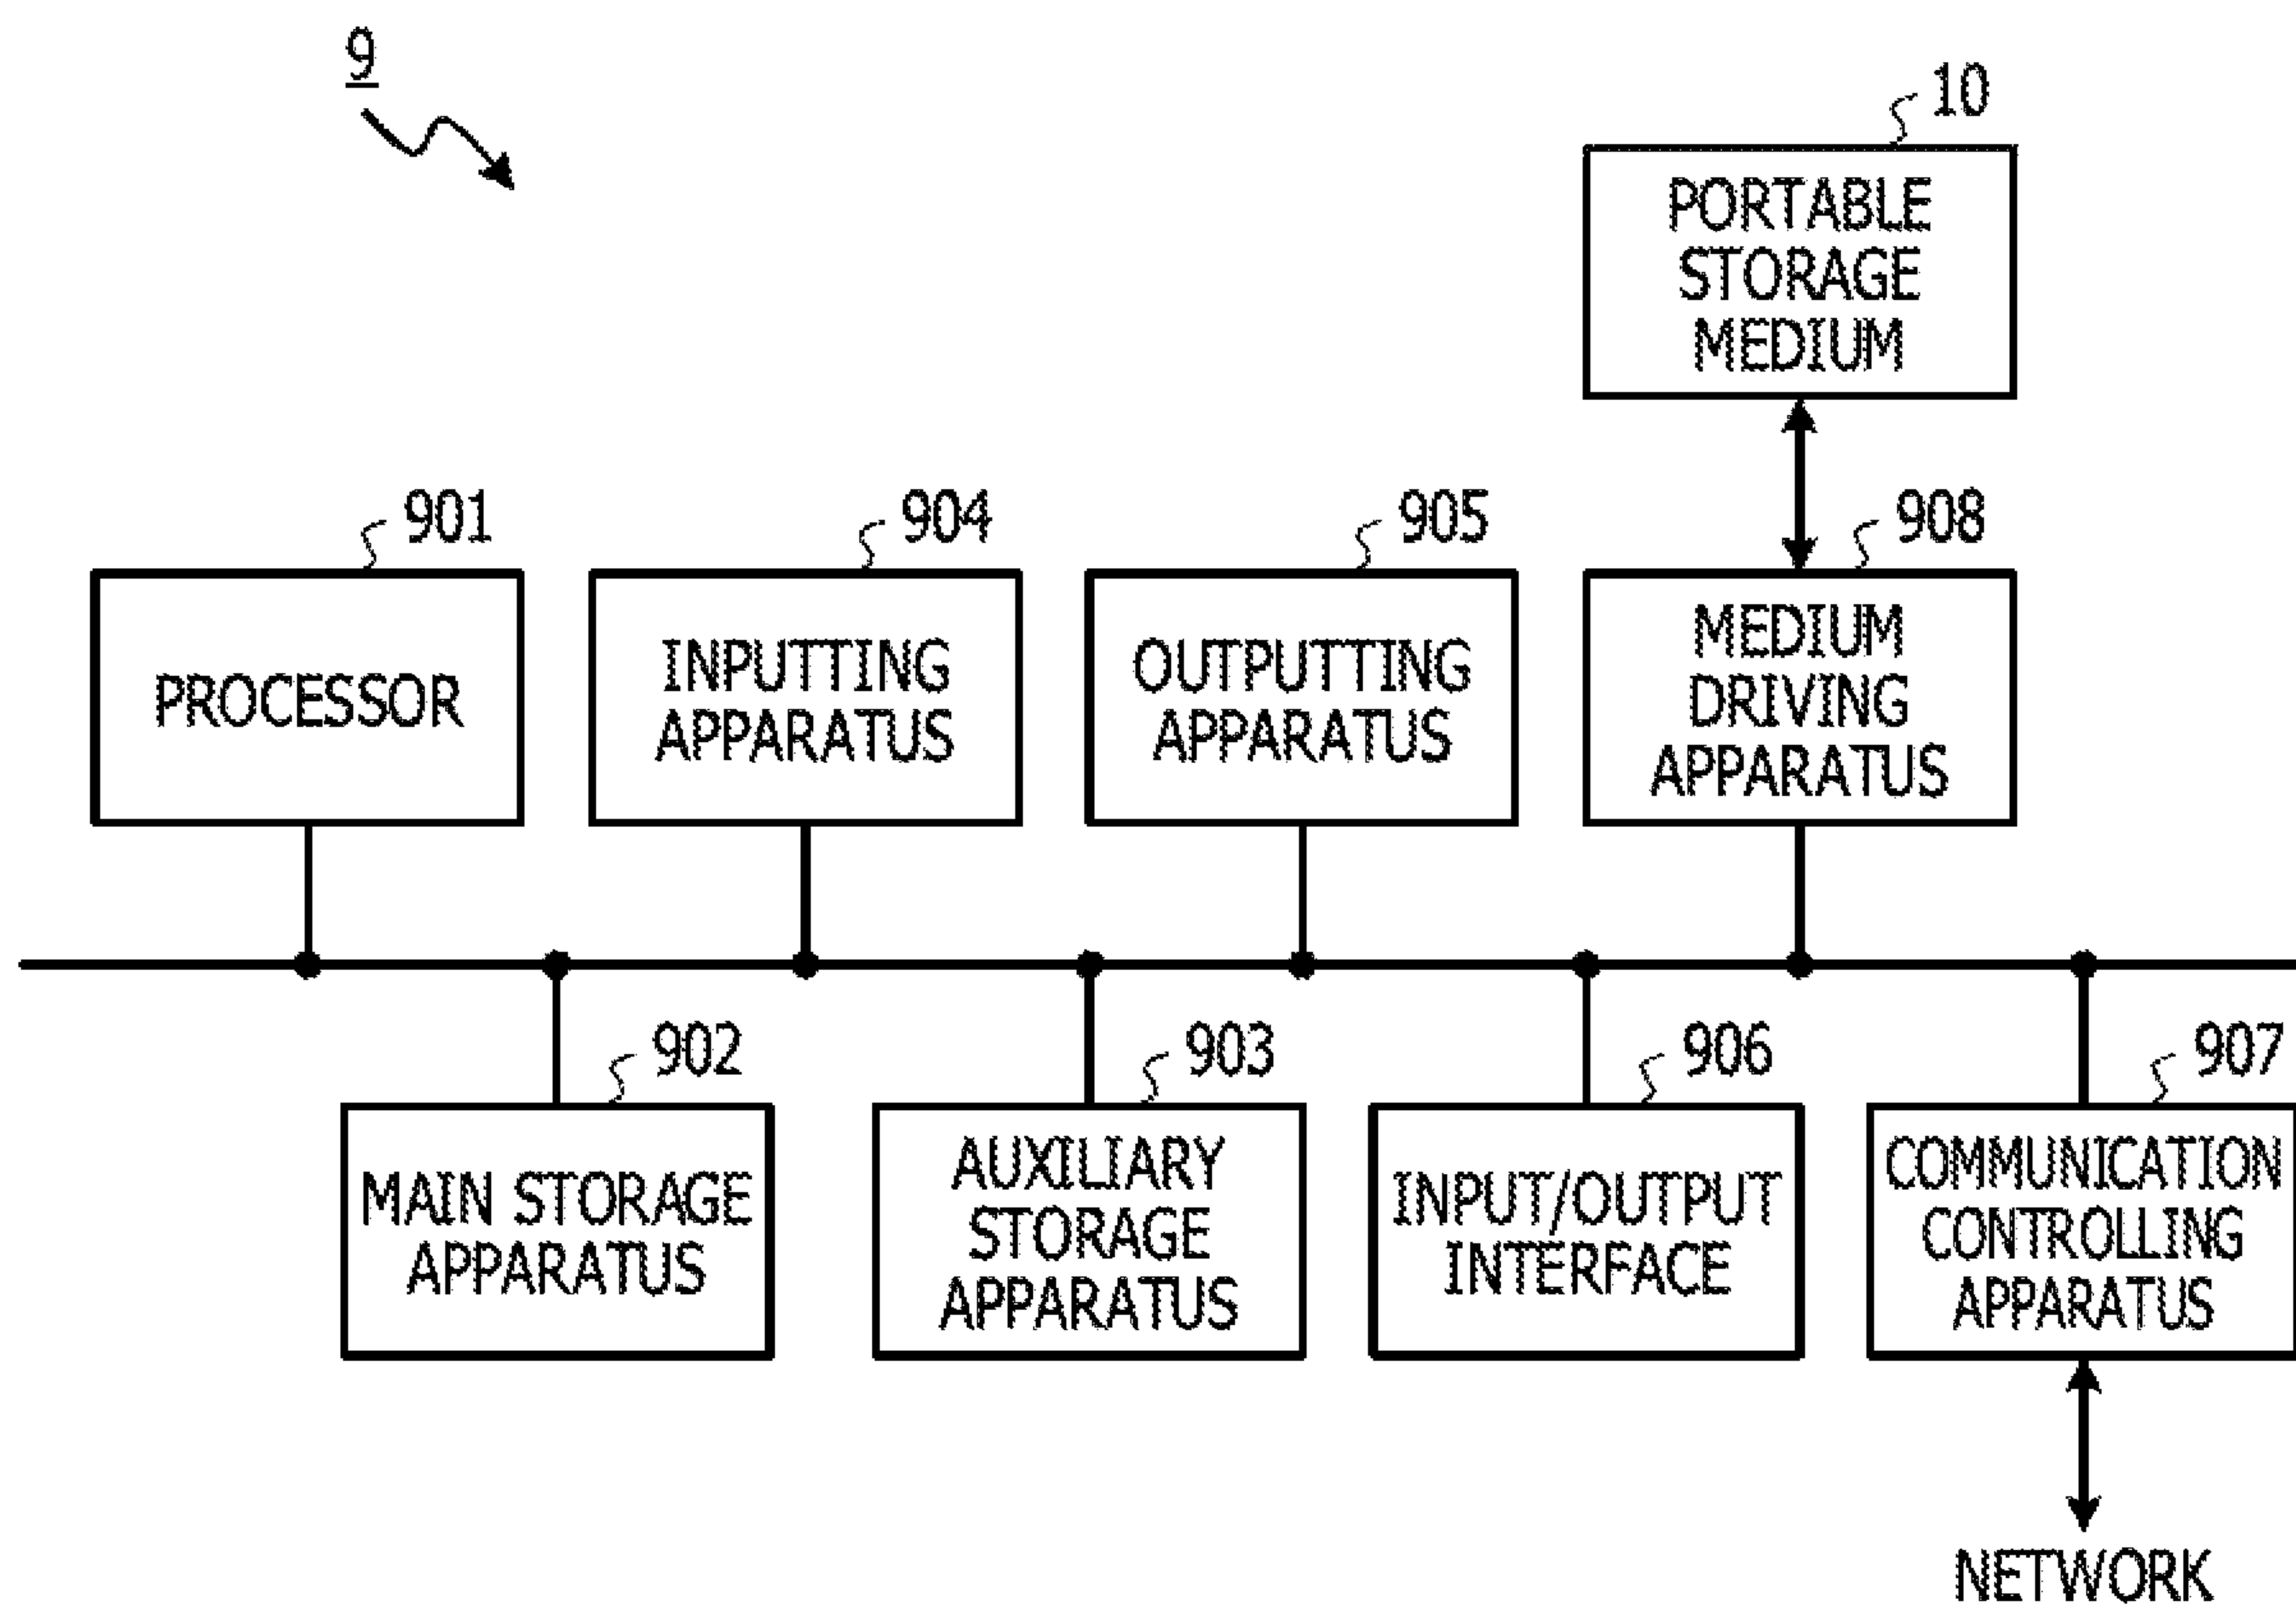 9
10
PORTABLE
STORAGE
MEDIUM
901
904
905
908
PROCESSOR
INPUTTING
APPARATUS
OUTPUTTING
APPARATUS
MEDIUM
DRIVING
APPARATUS
902
903
906
907
MAIN STORAGE
APPARATUS
AUXILIARY
STORAGE
APPARATUS
INPUT/OUTPUT
INTERFACE
COMMUNICATION
CONTROLLING
APPARATUS
NETWORK